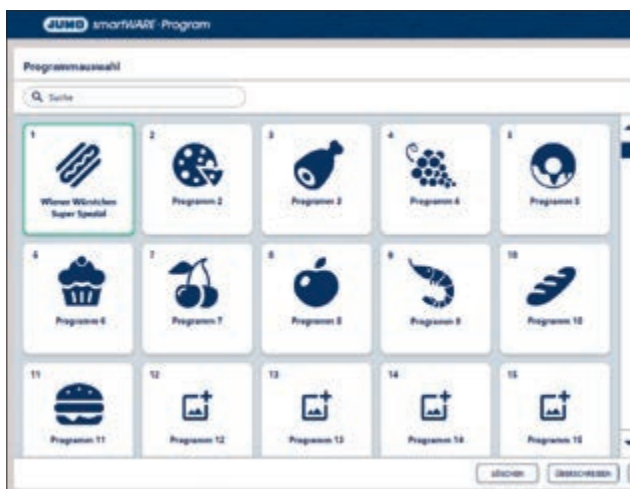 JUMO smartWARE Program
Programmauswahl
Suche
1
2
3
4
5
Wiener Würstchen
Super Spezial
Programm 2
Programm 3
Programm 4
Programm 5
6
7
8
9
10
Programm 6
Programm 7
Programm 8
Programm 9
Programm 10
11
12
13
14
15
Programm 11
Programm 12
Programm 13
Programm 14
Programm 15
LÖSCHEN
ÜBERSCHREIBEN